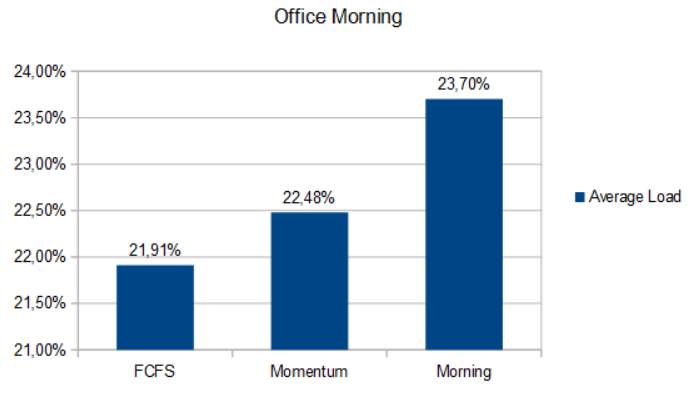 Office Morning
24,00%
23,50%
23,00%
22,50%
22,00%
21,50%
21,00%
21,91%
22,48%
23,70%
FCFS
Momentum
Morning
Average Load